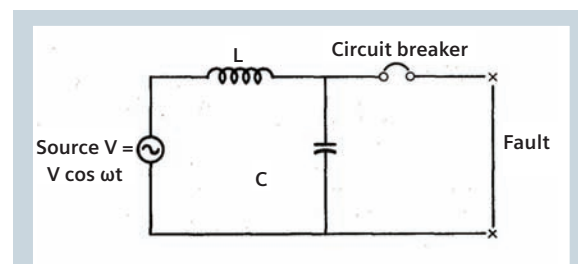 L
Circuit breaker
Source V =
V cos ωt
C
Fault